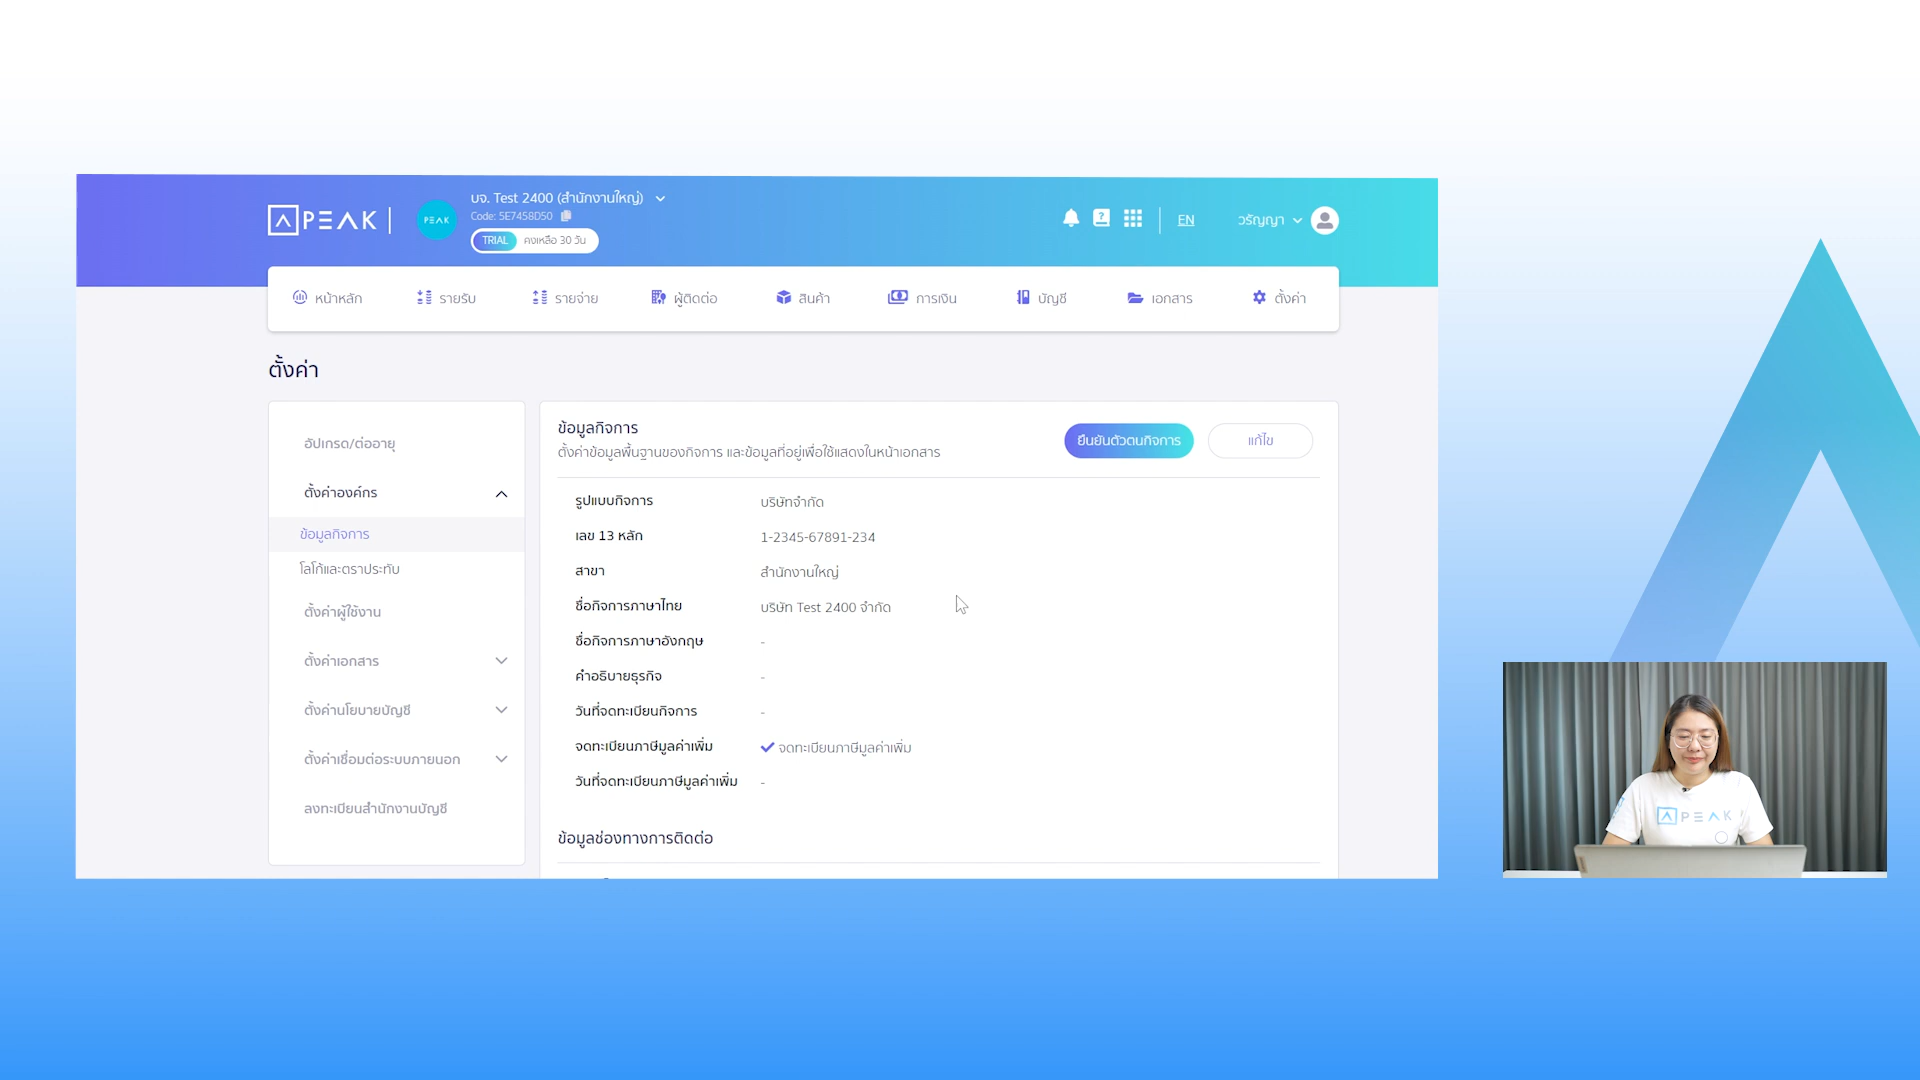 PEAK
PEAK
บจ. Test 2400 (สำนักงานใหญ่)
Code: 5E7458D50
TRIAL คงเหลือ 30 วัน
EN
วรัญญา
หน้าหลัก
รายรับ
รายจ่าย
ผู้ติดต่อ
สินค้า
การเงิน
บัญชี
เอกสาร
ตั้งค่า
ตั้งค่า
อัปเกรด/ต่ออายุ
ตั้งค่าองค์กร
ข้อมูลกิจการ
โลโก้และตราประทับ
ตั้งค่าผู้ใช้งาน
ตั้งค่าเอกสาร
ตั้งค่านโยบายบัญชี
ตั้งค่าเชื่อมต่อระบบภายนอก
ลงทะเบียนสำนักงานบัญชี
ข้อมูลกิจการ
ตั้งค่าข้อมูลพื้นฐานของกิจการ และข้อมูลที่อยู่เพื่อใช้แสดงในหน้าเอกสาร
ยืนยันตัวตนกิจการ
แก้ไข
รูปแบบกิจการ บริษัทจำกัด
เลข 13 หลัก 1-2345-67891-234
สาขา สำนักงานใหญ่
ชื่อกิจการภาษาไทย บริษัท Test 2400 จำกัด
ชื่อกิจการภาษาอังกฤษ -
คำอธิบายธุรกิจ -
วันที่จดทะเบียนกิจการ -
จดทะเบียนภาษีมูลค่าเพิ่ม จดทะเบียนภาษีมูลค่าเพิ่ม
วันที่จดทะเบียนภาษีมูลค่าเพิ่ม -
ข้อมูลช่องทางการติดต่อ
PEAK